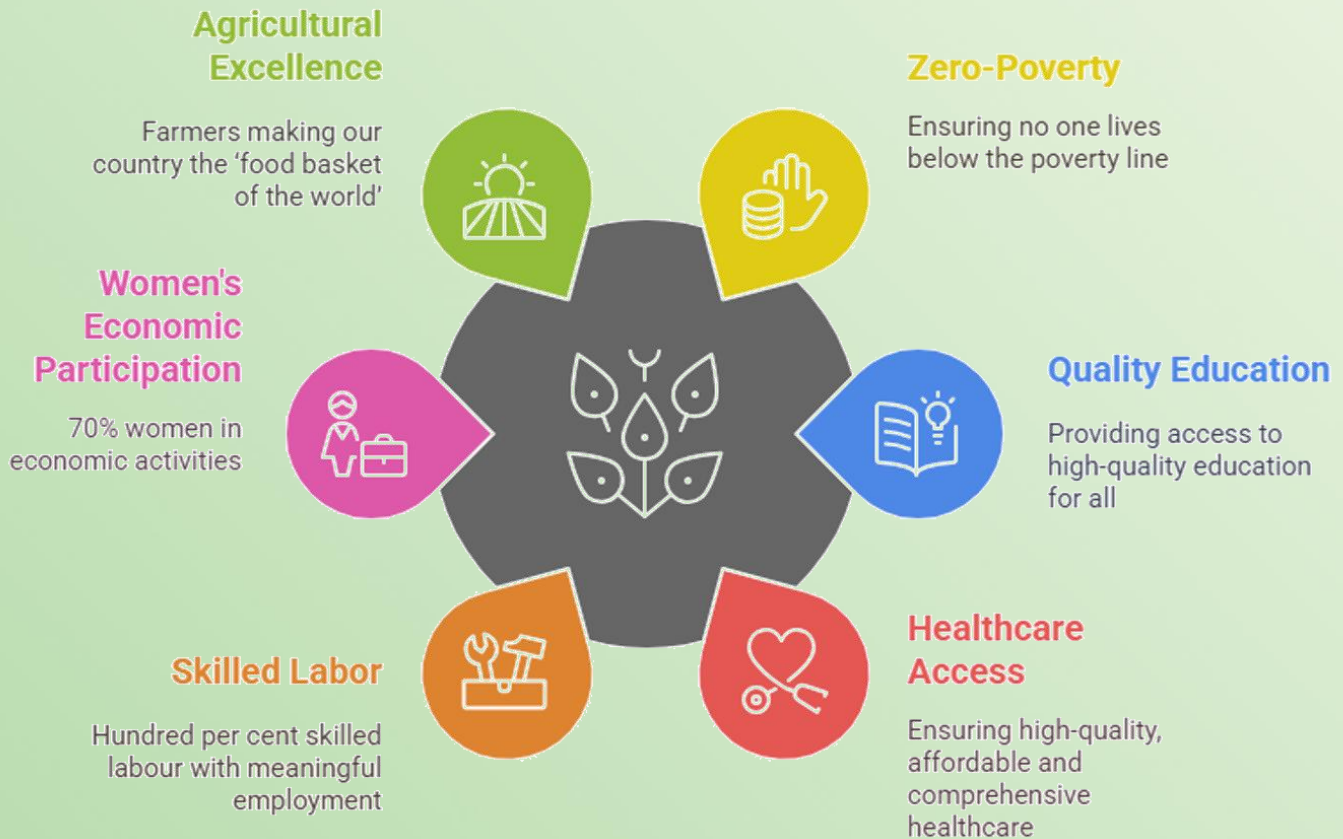 Agricultural
Excellence
Farmers making our
country the ‘food basket
of the world’
Zero-Poverty
Ensuring no one lives
below the poverty line
Women's
Economic
Participation
70% women in
economic activities
Quality Education
Providing access to
high-quality education
for all
Skilled Labor
Hundred per cent skilled
labour with meaningful
employment
Healthcare
Access
Ensuring high-quality,
affordable and
comprehensive
healthcare